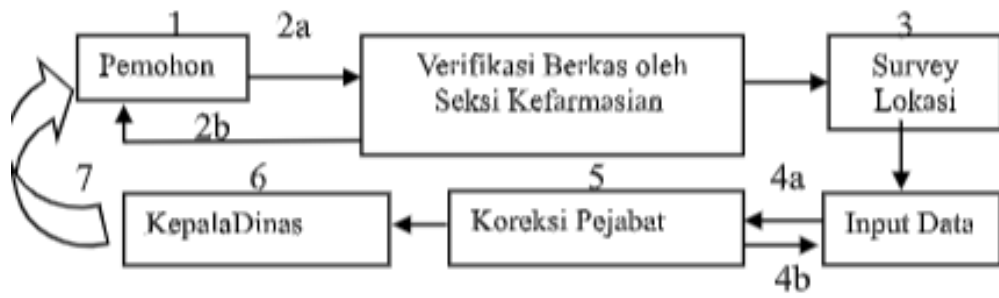 1
2a
3
Pemohon
Verifikasi Berkas oleh
Seksi Kefarmasian
Survey
Lokasi
2b
7
6
5
4a
KepalaDinas
Koreksi Pejabat
Input Data
4b